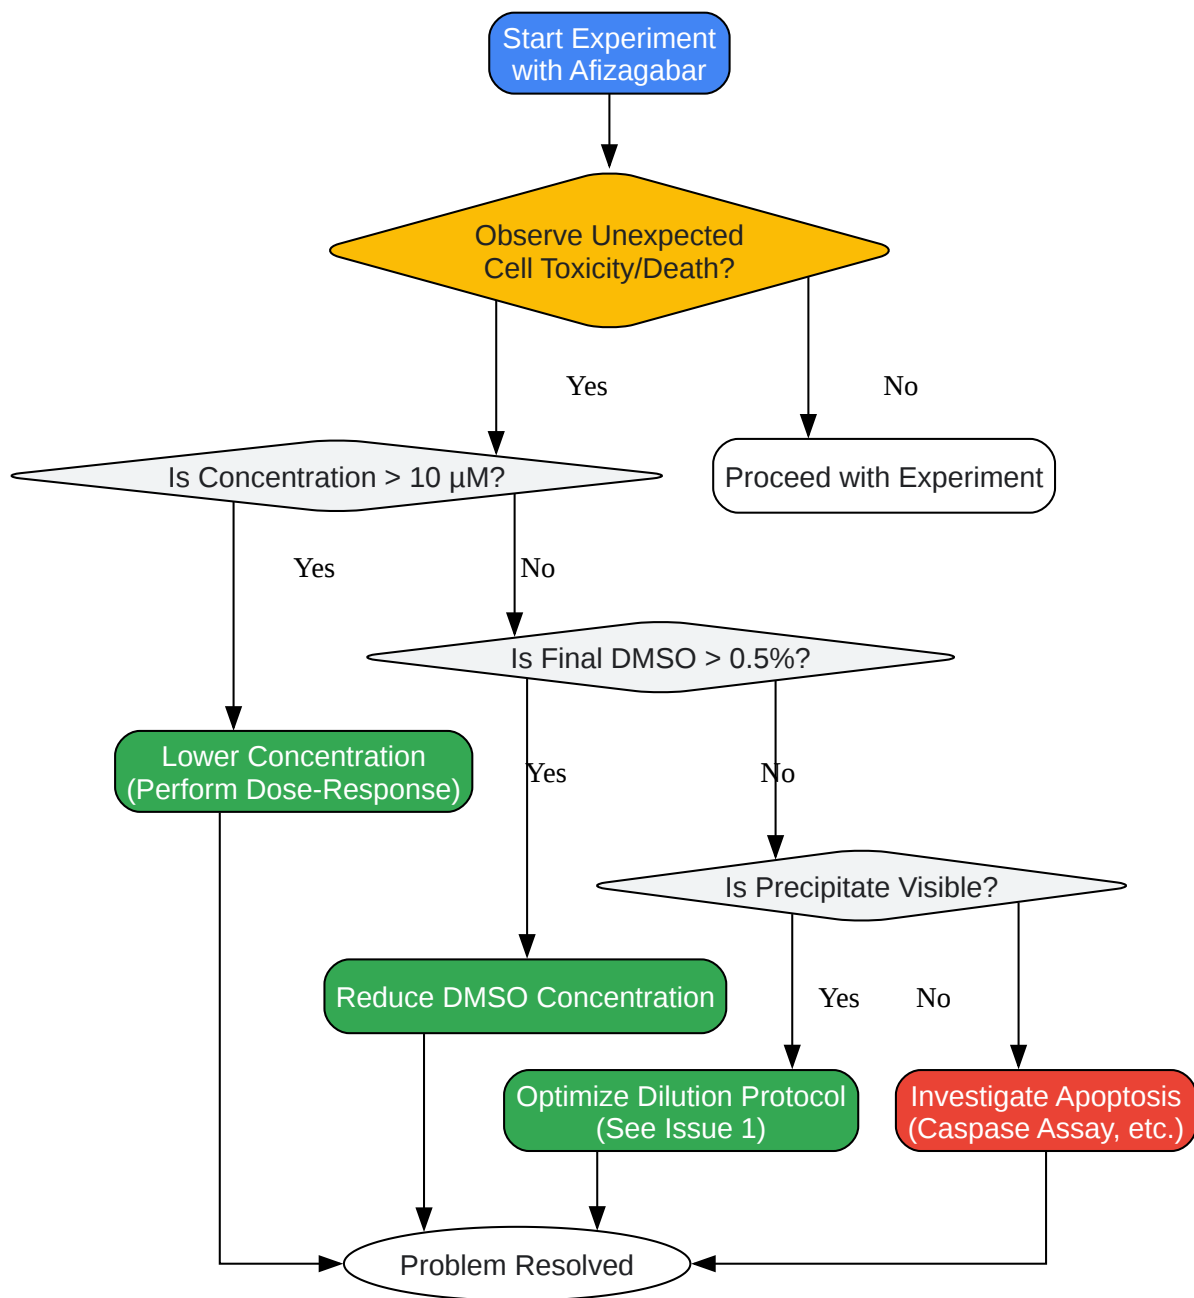 Start Experiment
with Afizagabar
Observe Unexpected
Cell Toxicity/Death?
Yes
No
Is Concentration > 10 µM?
Proceed with Experiment
Yes
No
Is Final DMSO > 0.5%?
Lower Concentration
(Perform Dose-Response)
Yes
No
Is Precipitate Visible?
Reduce DMSO Concentration
Yes
No
Optimize Dilution Protocol
(See Issue 1)
Investigate Apoptosis
(Caspase Assay, etc.)
Problem Resolved